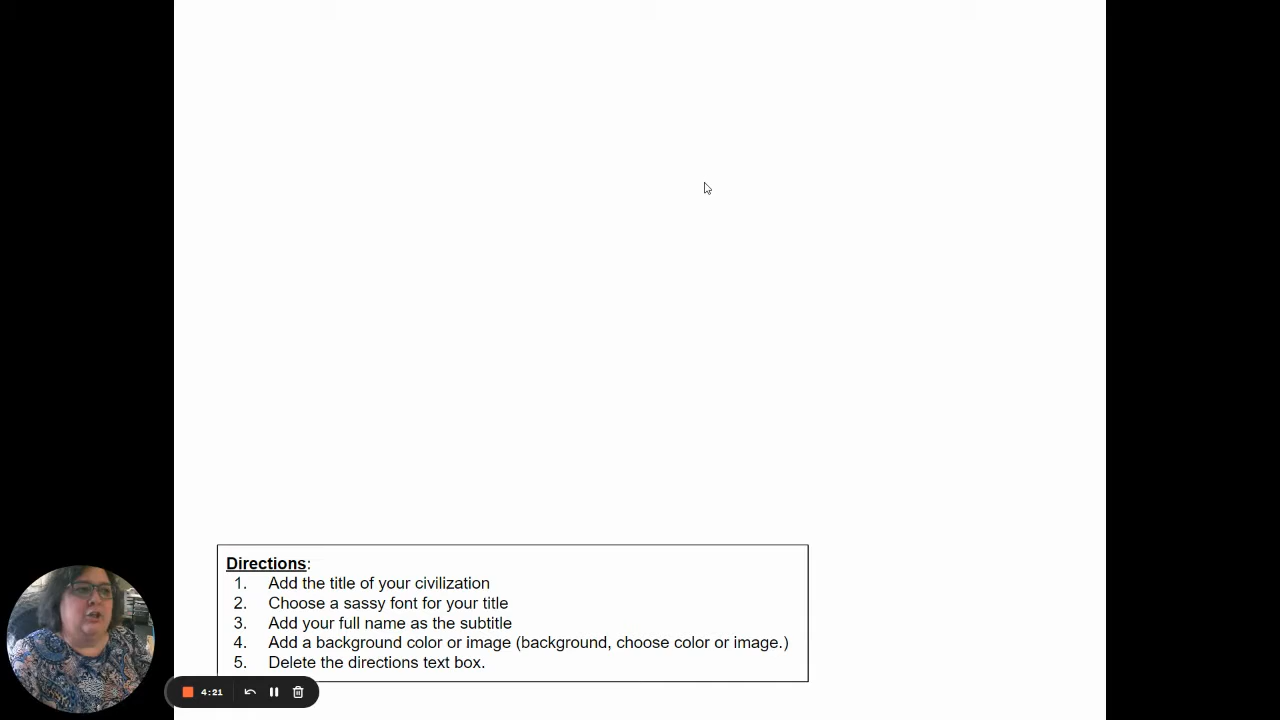 Directions:
1. Add the title of your civilization
2. Choose a sassy font for your title
3. Add your full name as the subtitle
4. Add a background color or image (background, choose color or image.)
5. Delete the directions text box.
4:21